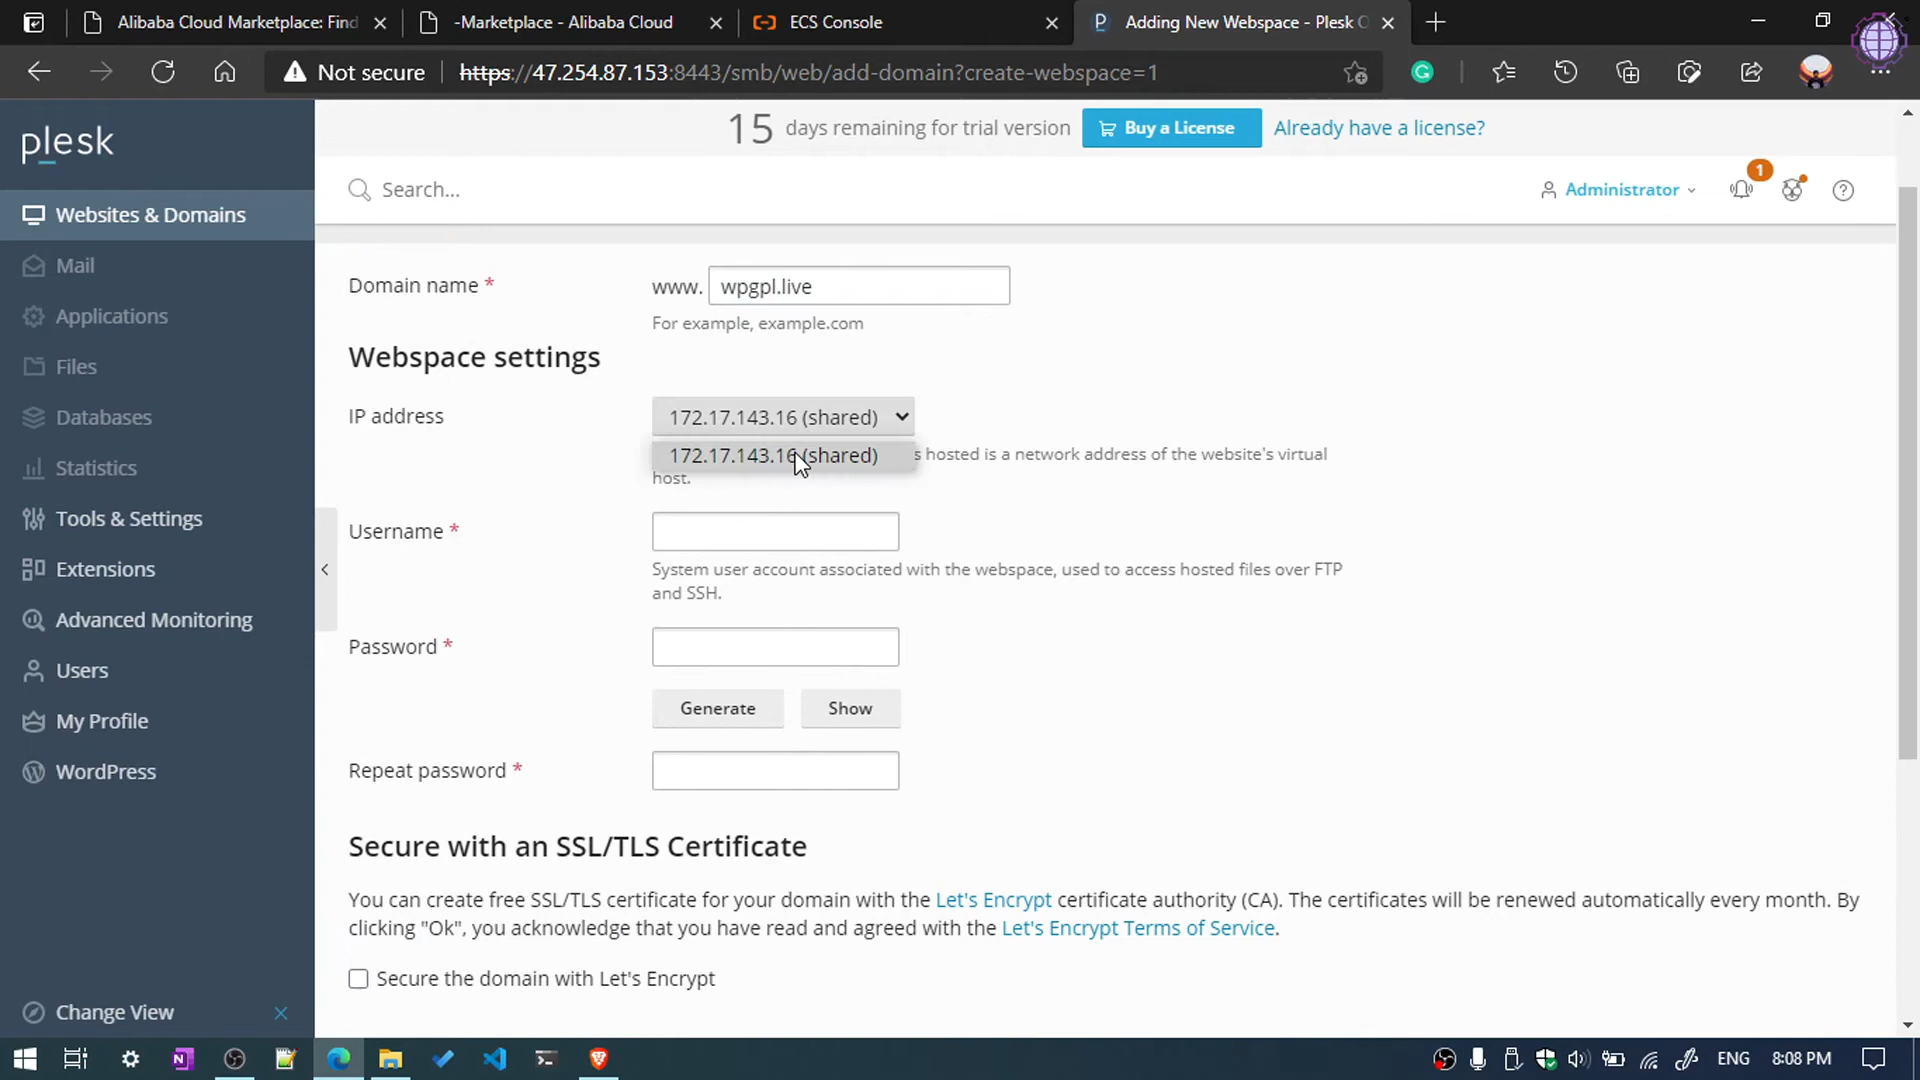 Alibaba Cloud Marketplace: Find
-Marketplace - Alibaba Cloud
ECS Console
Adding New Webspace - Plesk O
Not secure
https://47.254.87.153:8443/smb/web/add-domain?create-webspace=1
plesk
15 days remaining for trial version
Buy a License
Already have a license?
Search...
Administrator
1
Websites & Domains
Mail
Applications
Files
Databases
Statistics
Tools & Settings
Extensions
Advanced Monitoring
Users
My Profile
WordPress
Change View
Domain name *
www. wpgpl.live
For example, example.com
Webspace settings
IP address
172.17.143.16 (shared)
172.17.143.16 (shared)
s hosted is a network address of the website's virtual
host.
Username *
System user account associated with the webspace, used to access hosted files over FTP
and SSH.
Password *
Generate
Show
Repeat password *
Secure with an SSL/TLS Certificate
You can create free SSL/TLS certificate for your domain with the Let's Encrypt certificate authority (CA). The certificates will be renewed automatically every month. By
clicking "Ok", you acknowledge that you have read and agreed with the Let's Encrypt Terms of Service.
Secure the domain with Let's Encrypt
ENG
8:08 PM